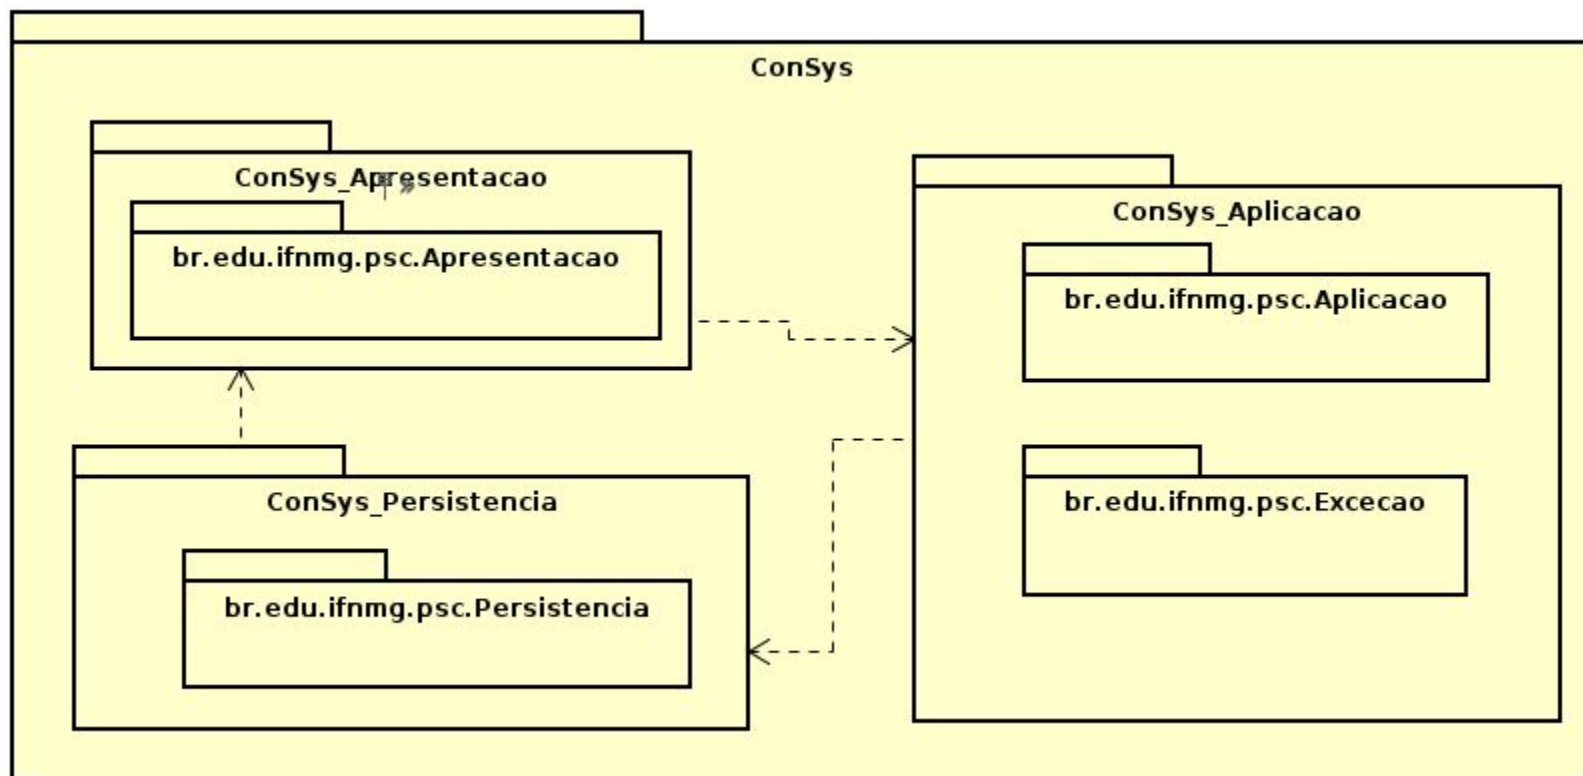 ConSys
ConSys_Apresentacao
br.edu.ifnmg.psc.Apresentacao
ConSys_Aplicacao
br.edu.ifnmg.psc.Aplicacao
ConSys_Persistencia
br.edu.ifnmg.psc.Excecao
br.edu.ifnmg.psc.Persistencia